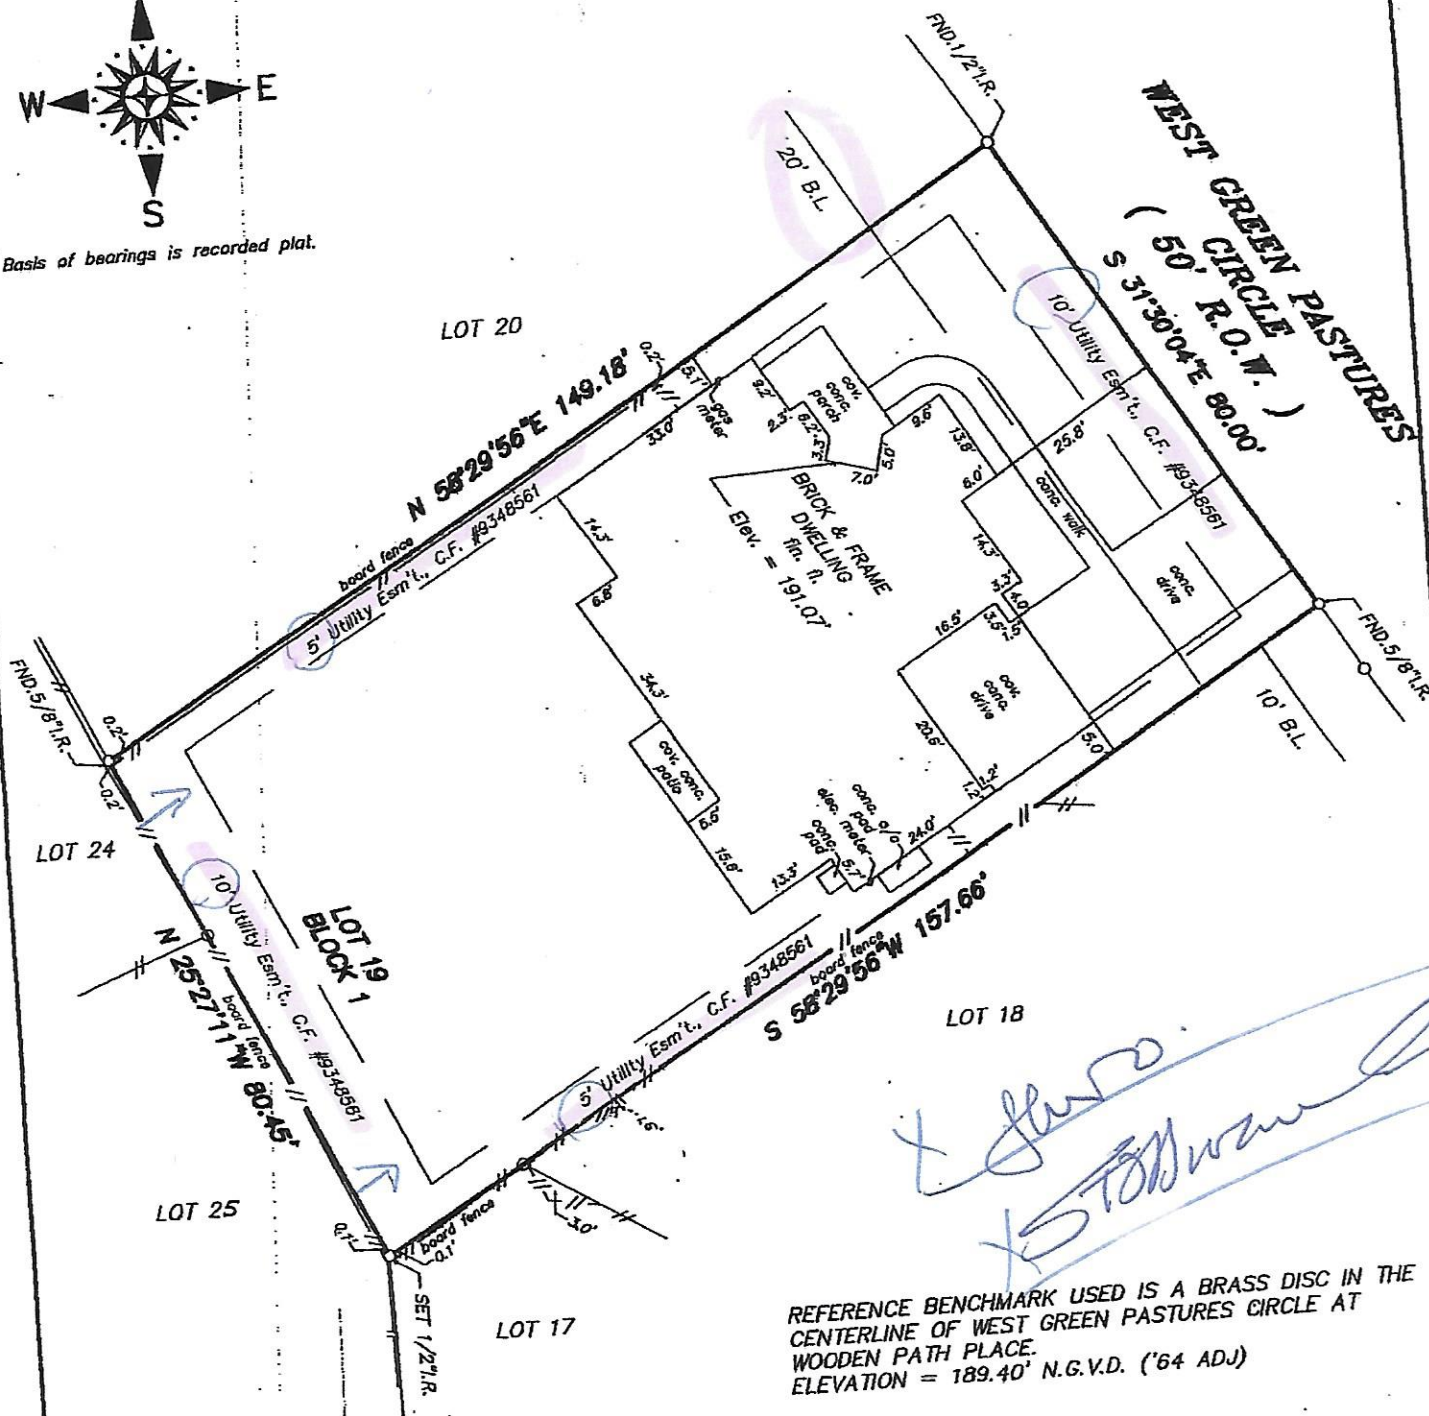 W
E
S
Basis of bearings is recorded plat.
FND.1/2"I.R.
WEST GREEN PASTURES
CIRCLE
( 50' R.O.W. )
S 31°30'04"E 80.00'
20' B.L.
10' Utility Esm't., C.F. #9348561
LOT 20
N 58°29'56"E 149.18'
0.2'
5.1'
gas
meter
33.0'
board fence
5' Utility Esm't., C.F. #9348561
cov.
conc.
porch
9.2'
2.3'
6.2'
3.3'
7.0'
5.0'
9.6'
13.8'
6.0'
25.8'
conc. walk
14.3'
4.0'
3.5'
16.5'
BRICK & FRAME
DWELLING
fin. fl.
Elev. = 191.07'
14.3'
6.8'
34.3'
cov. conc.
patio
5.5'
15.8'
13.3'
cov.
conc.
drive
20.6'
1.2'
1.2'
conc.
drive
5.0'
10' B.L.
FND.5/8"I.R.
conc.
pad
elec. meter
conc. a/c
pad
5.7'
24.0'
FND.5/8"I.R.
0.2'
0.2'
LOT 24
10' Utility Esm't., C.F. #9348561
LOT 19
BLOCK 1
N 25°27'11"W 80.45'
board fence
5' Utility Esm't., C.F. #9348561
board fence
S 58°29'56"W 157.66'
LOT 18
LOT 25
0.1'
board fence
0.1'
3.0'
SET 1/2"I.R.
LOT 17
X
X
REFERENCE BENCHMARK USED IS A BRASS DISC IN THE
CENTERLINE OF WEST GREEN PASTURES CIRCLE AT
WOODEN PATH PLACE.
ELEVATION = 189.40' N.G.V.D. ('64 ADJ)